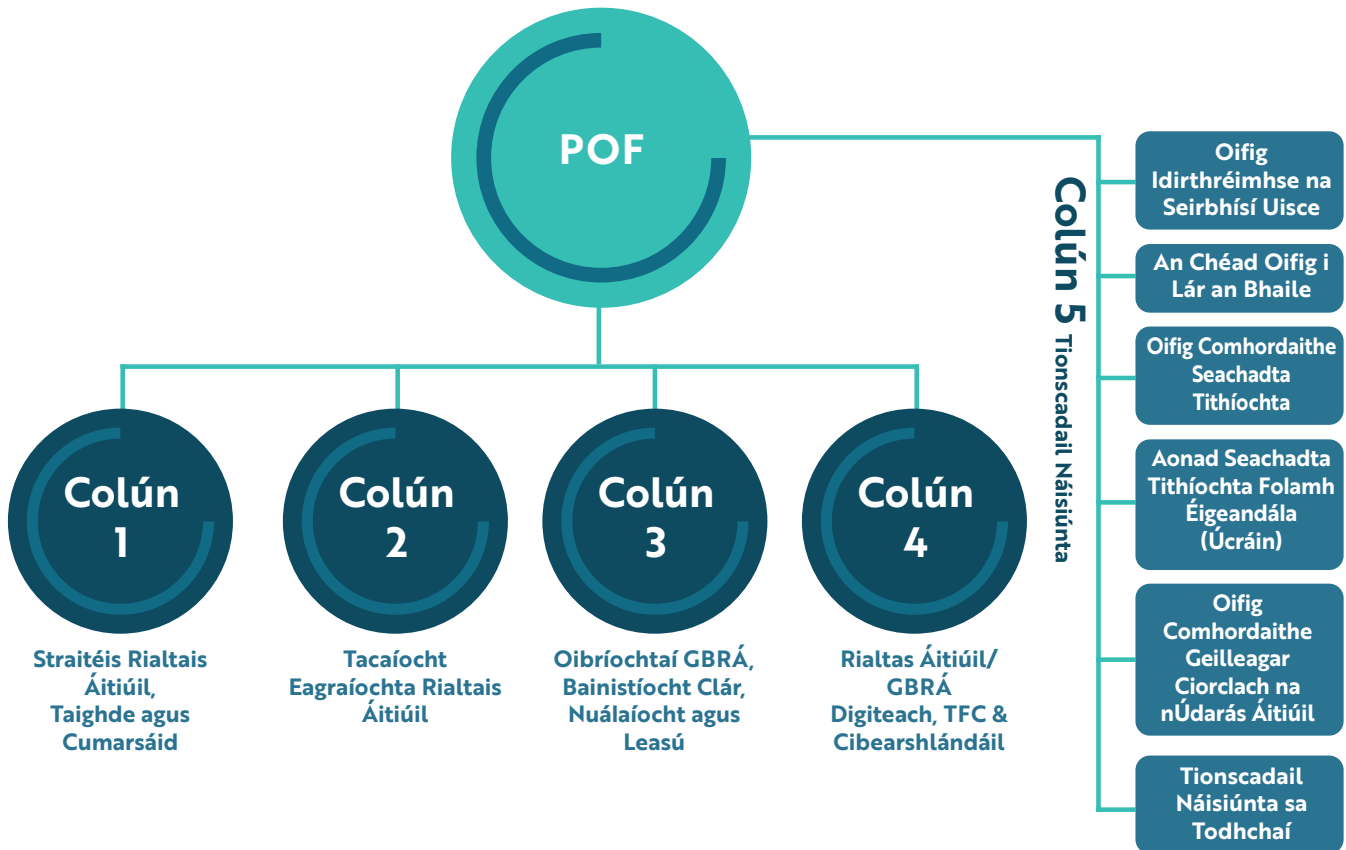 POF
Colún
1
Straitéis Rialtais
Áitiúil,
Taighde agus
Cumarsáid
Colún
2
Tacaíocht
Eagraíochta Rialtais
Áitiúil
Colún
3
Oibríochtaí GBRÁ,
Bainistíocht Clár,
Nuálaíocht agus
Leasú
Colún
4
Rialtas Áitiúil/
GBRÁ
Digiteach, TFC &
Cibearshlándáil
Colún 5 Tionscadail Náisiúnta
Oifig
Idirthréimhse na
Seirbhísí Uisce
An Chéad Oifig i
Lár an Bhaile
Oifig Comhordaithe
Seachadta
Tithíochta
Aonad Seachadta
Tithíochta Folamh
Éigeandála
(Úcráin)
Oifig
Comhordaithe
Geilleagar
Ciorclach na
nÚdarás Áitiúil
Tionscadail
Náisiúnta sa
Todhchaí